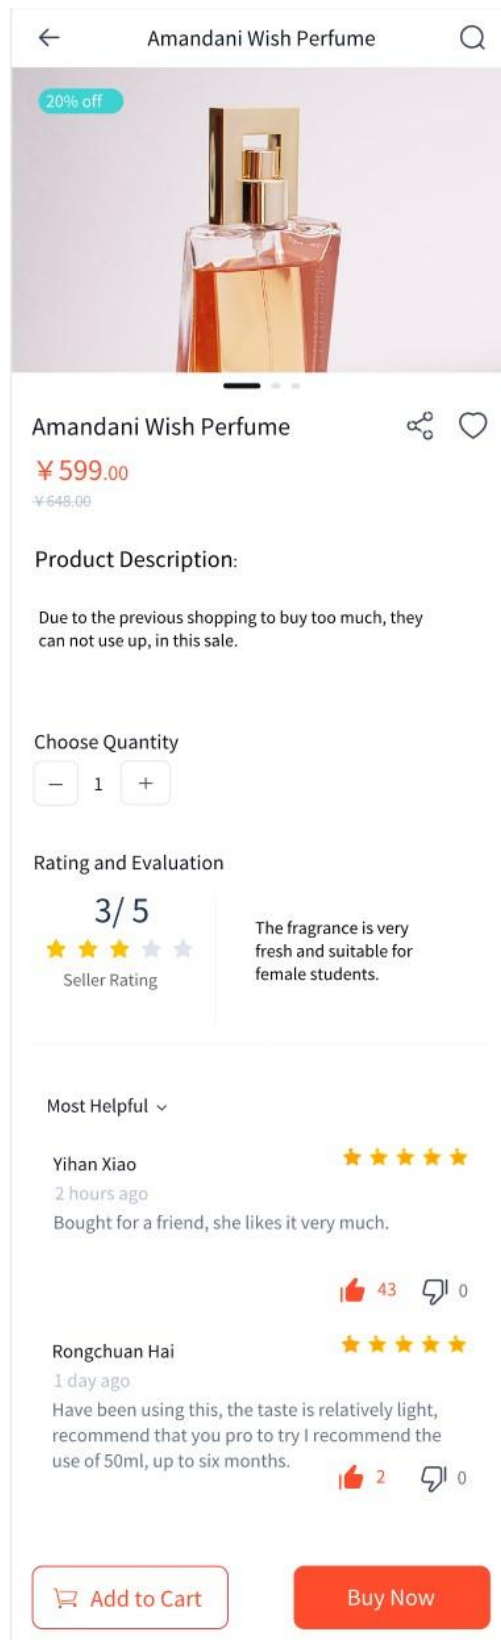 Amandani Wish Perfume
20% off
Amandani Wish Perfume
￥599.00
￥648.00
Product Description:
Due to the previous shopping to buy too much, they
can not use up, in this sale.
Choose Quantity
1
Rating and Evaluation
3/ 5
Seller Rating
The fragrance is very
fresh and suitable for
female students.
Most Helpful
Yihan Xiao
2 hours ago
Bought for a friend, she likes it very much.
43 0
Rongchuan Hai
1 day ago
Have been using this, the taste is relatively light,
recommend that you pro to try I recommend the
use of 50ml, up to six months.
2 0
Add to Cart
Buy Now